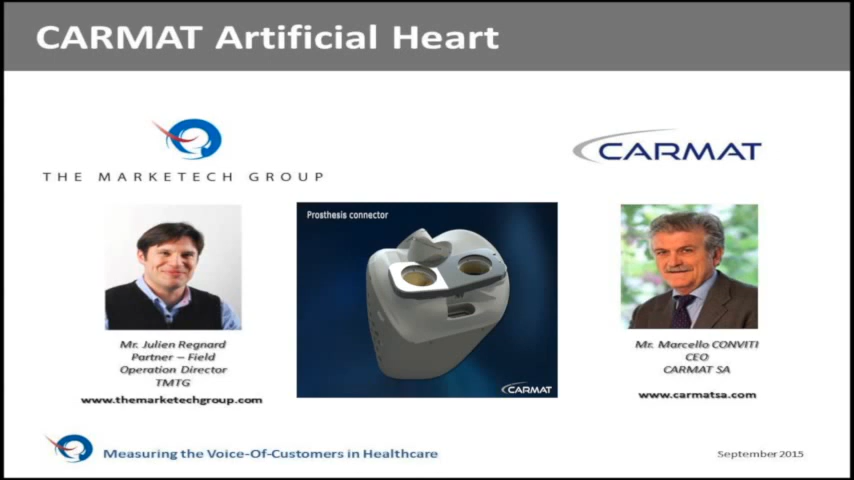 CARMAT Artificial Heart
THE MARKETECH GROUP
CARMAT
Prosthesis connector
CARMAT
Mr. Julien Regnard
Partner – Field
Operation Director
TMTG
www.themarketechgroup.com
Mr. Marcello CONVITI
CEO
CARMAT SA
www.carmatsa.com
Measuring the Voice-Of-Customers in Healthcare
September 2015